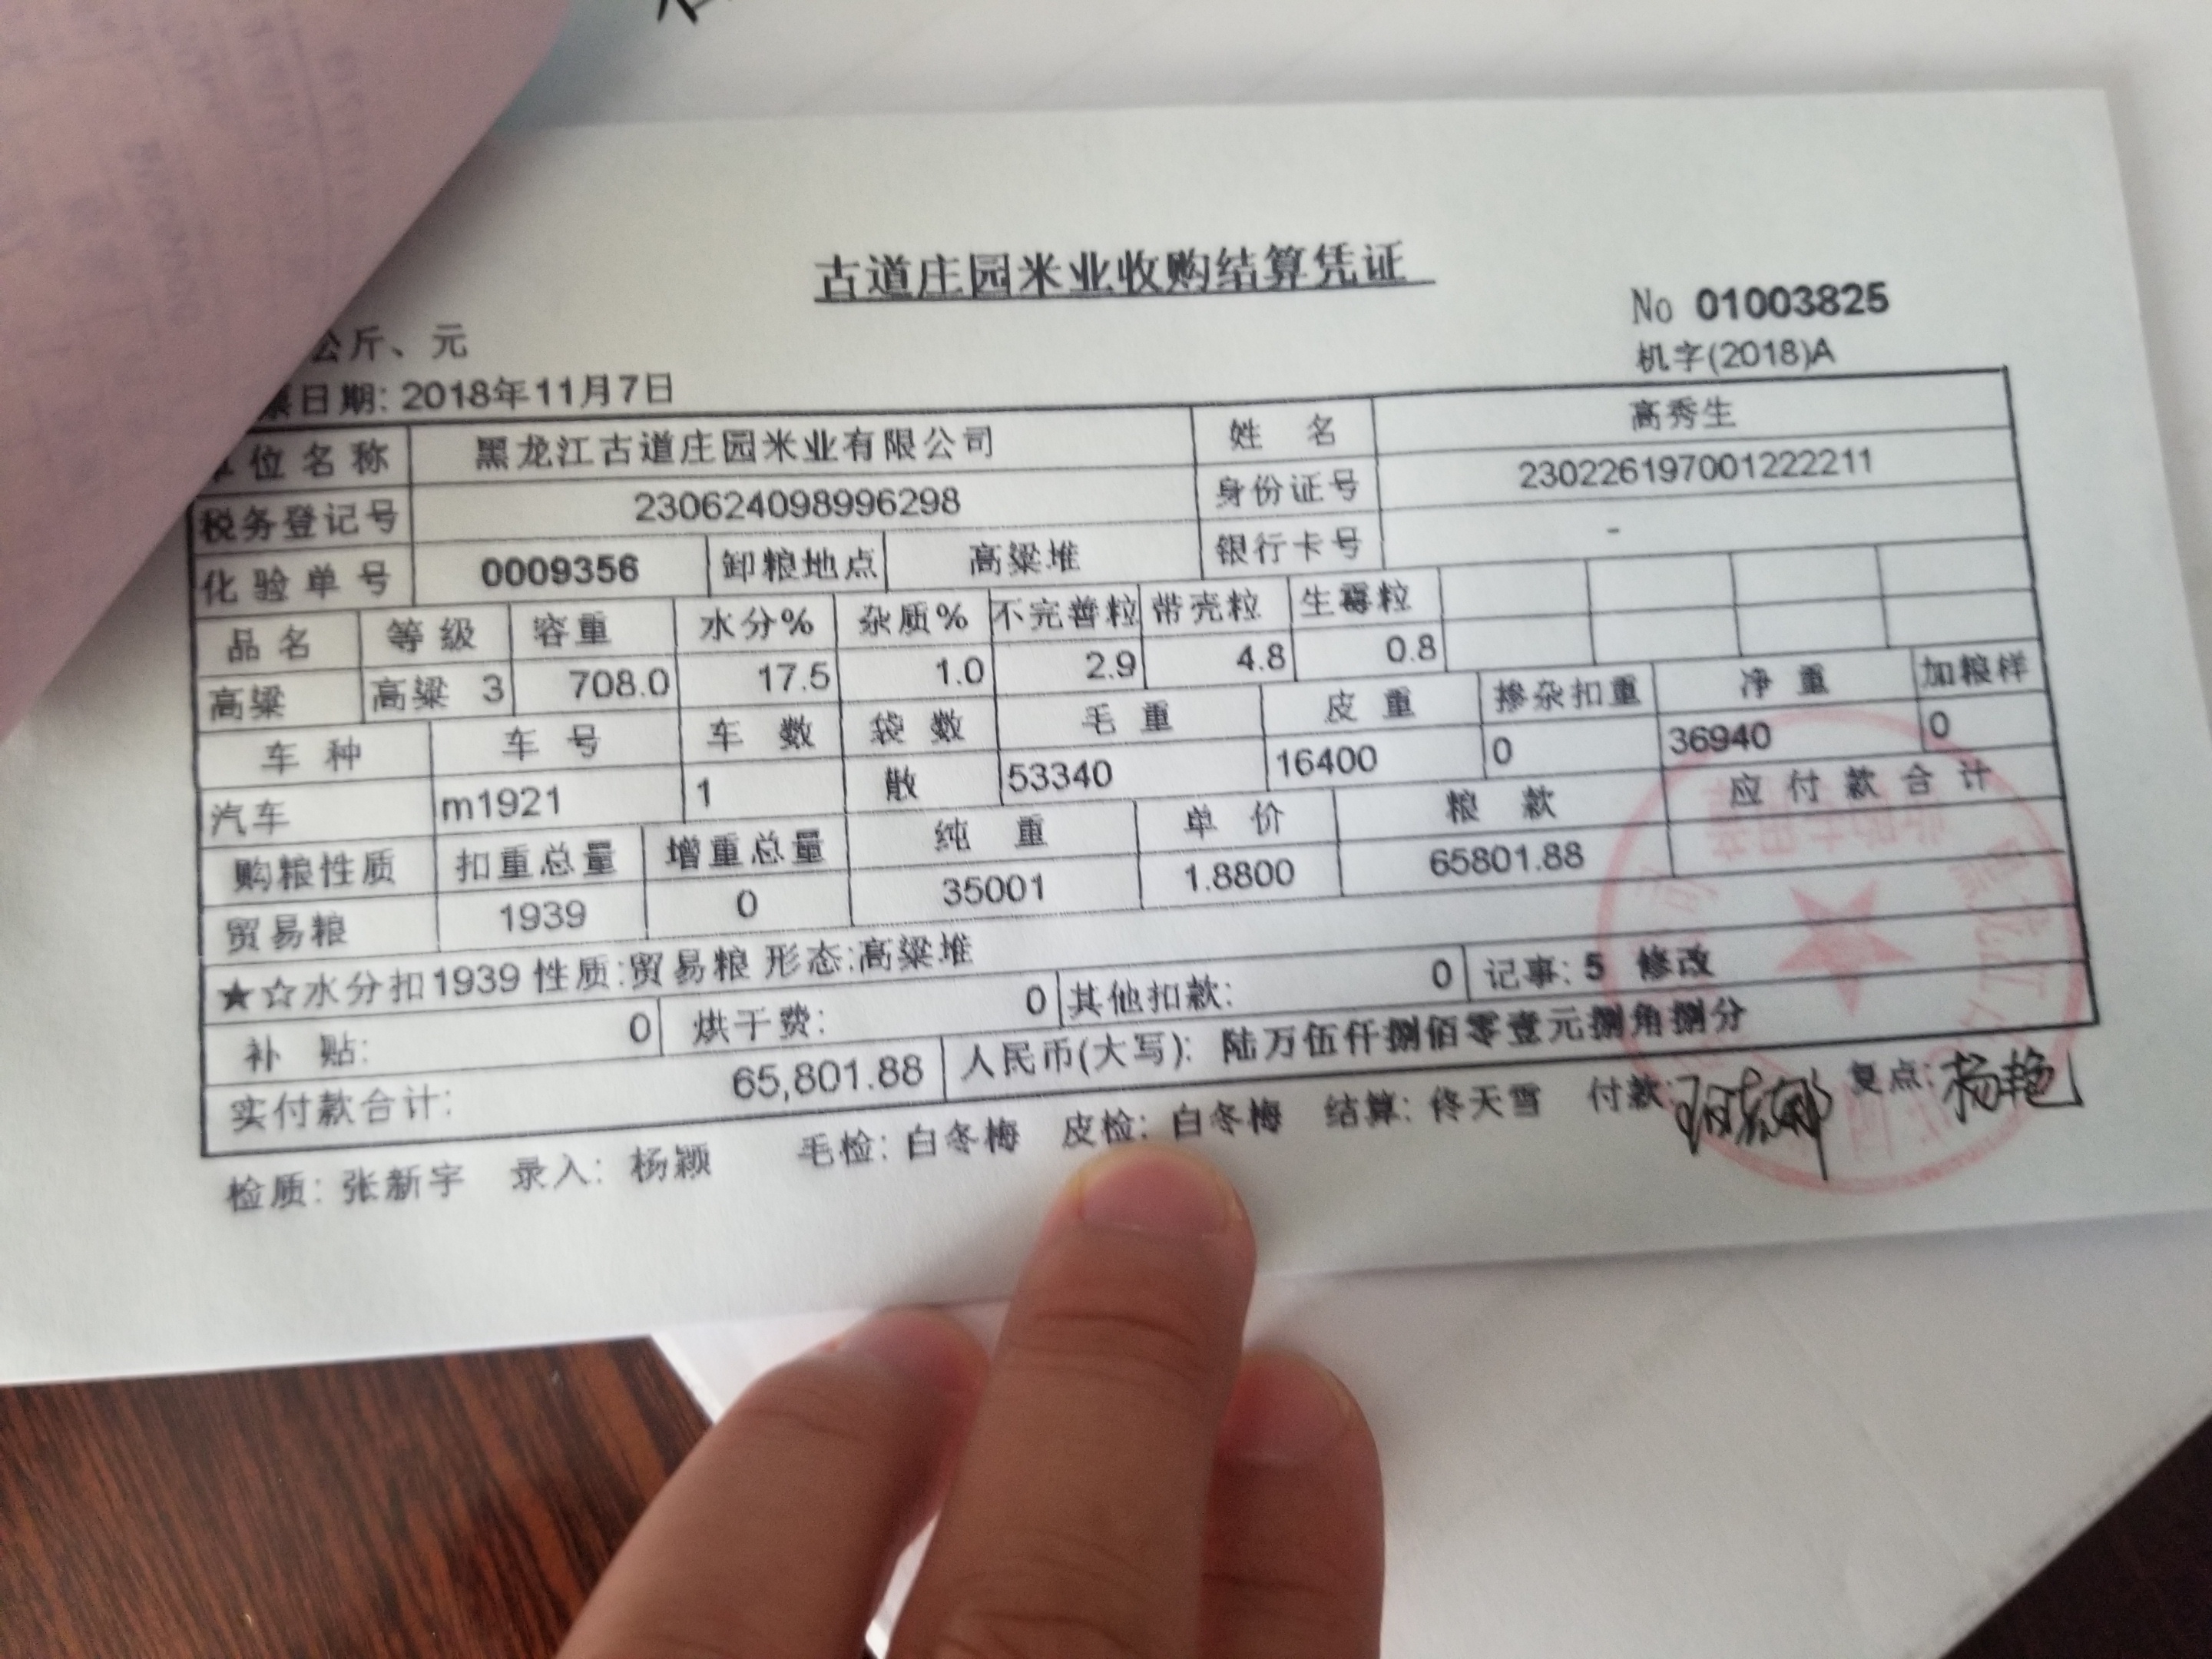 古道庄园米业收购结算凭证
No 01003825
公斤、元
机字(2018)A
日期: 2018年11月7日
位名称 黑龙江古道庄园米业有限公司 姓名 高秀生
税务登记号 230624098996298 身份证号 230226197001222211
化验单号 0009356 卸粮地点 高粱堆 银行卡号 -
品名 等级 容重 水分% 杂质% 不完善粒 带壳粒 生霉粒
高粱 高粱 3 708.0 17.5 1.0 2.9 4.8 0.8
车种 车号 车数 袋数 毛重 皮重 掺杂扣重 净重 加粮样
汽车 m1921 1 散 53340 16400 0 36940 0
购粮性质 扣重总量 增重总量 纯重 单价 粮款 应付款合计
贸易粮 1939 0 35001 1.8800 65801.88
★☆水分扣1939 性质:贸易粮 形态:高粱堆
补贴: 0 烘干费: 0 其他扣款: 0 记事: 5 修改
实付款合计: 65,801.88 人民币(大写): 陆万伍仟捌佰零壹元捌角捌分
检质: 张新宇 录入: 杨颖 毛检: 白冬梅 皮检: 白冬梅 结算: 佟天雪 付款: 复点: